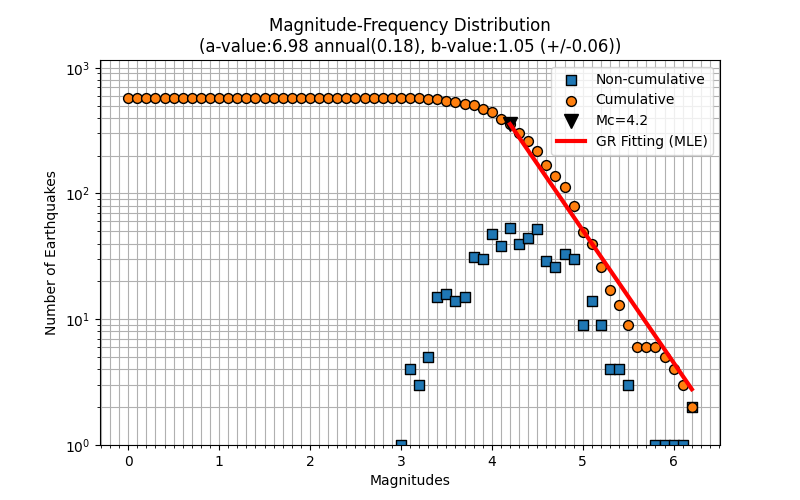 Magnitude-Frequency Distribution
(a-value:6.98 annual(0.18), b-value:1.05 (+/-0.06))
Number of Earthquakes
10³
10²
10¹
10⁰
Non-cumulative
Cumulative
Mc=4.2
GR Fitting (MLE)
0 1 2 3 4 5 6
Magnitudes